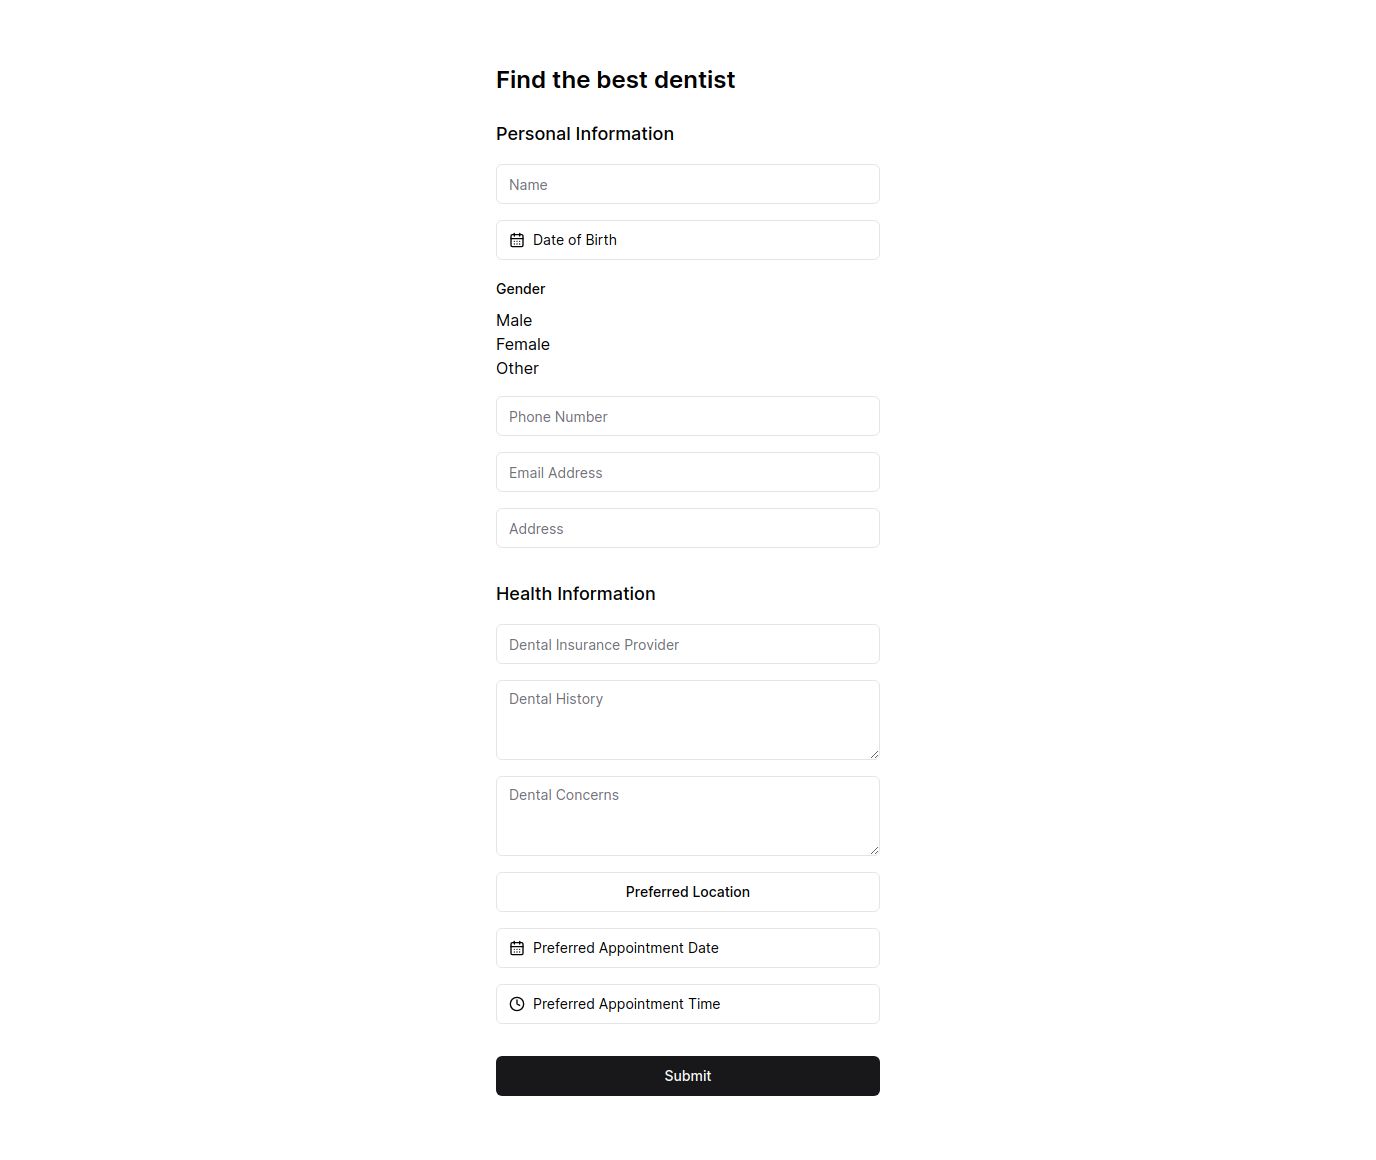 Find the best dentist
Personal Information
Name
Date of Birth
Gender
Male
Female
Other
Phone Number
Email Address
Address
Health Information
Dental Insurance Provider
Dental History
Dental Concerns
Preferred Location
Preferred Appointment Date
Preferred Appointment Time
Submit